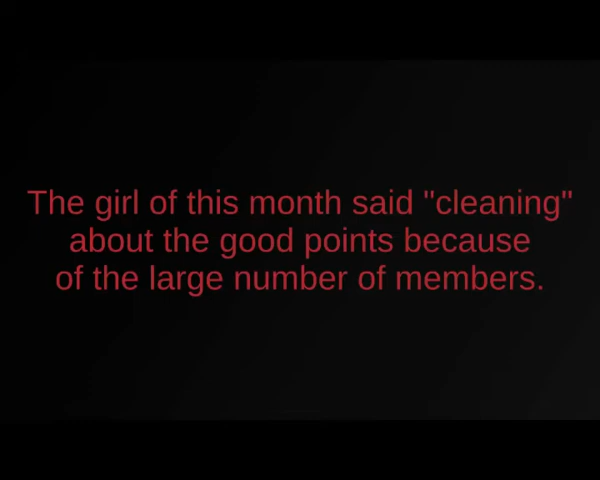 The girl of this month said "cleaning"
about the good points because
of the large number of members.